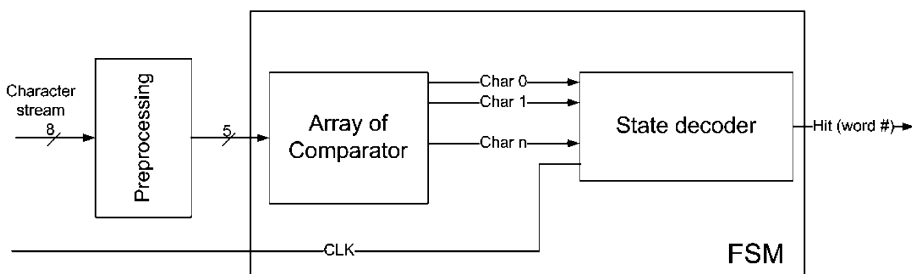 Character
stream
8
Preprocessing
5
Array of
Comparator
Char 0
Char 1
Char n
State decoder
Hit (word #)
CLK
FSM